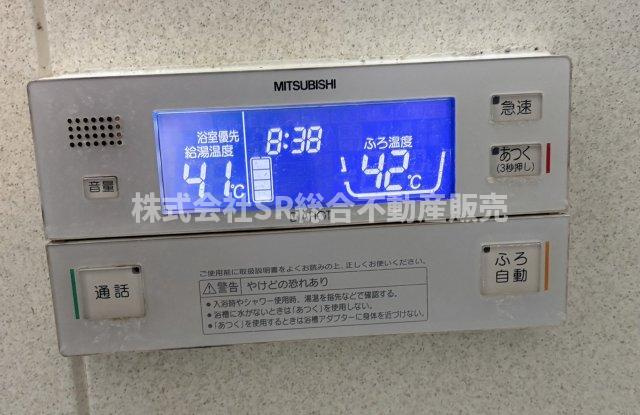 MITSUBISHI
浴室優先
給湯温度
41℃
8:38
ふろ温度
42℃
急速
あつく
(3秒押し)
音量
株式会社SR総合不動産販売
通話
ご使用前に取扱説明書をよくお読みの上、正しくお使いください。
警告 やけどの恐れあり
●入浴時やシャワー使用時、湯温を指先などで確認する。
●浴槽に水がないときは「あつく」を使用しない。
●「あつく」を使用するときは浴槽アダプターに身体を近づけない。
ふろ
自動